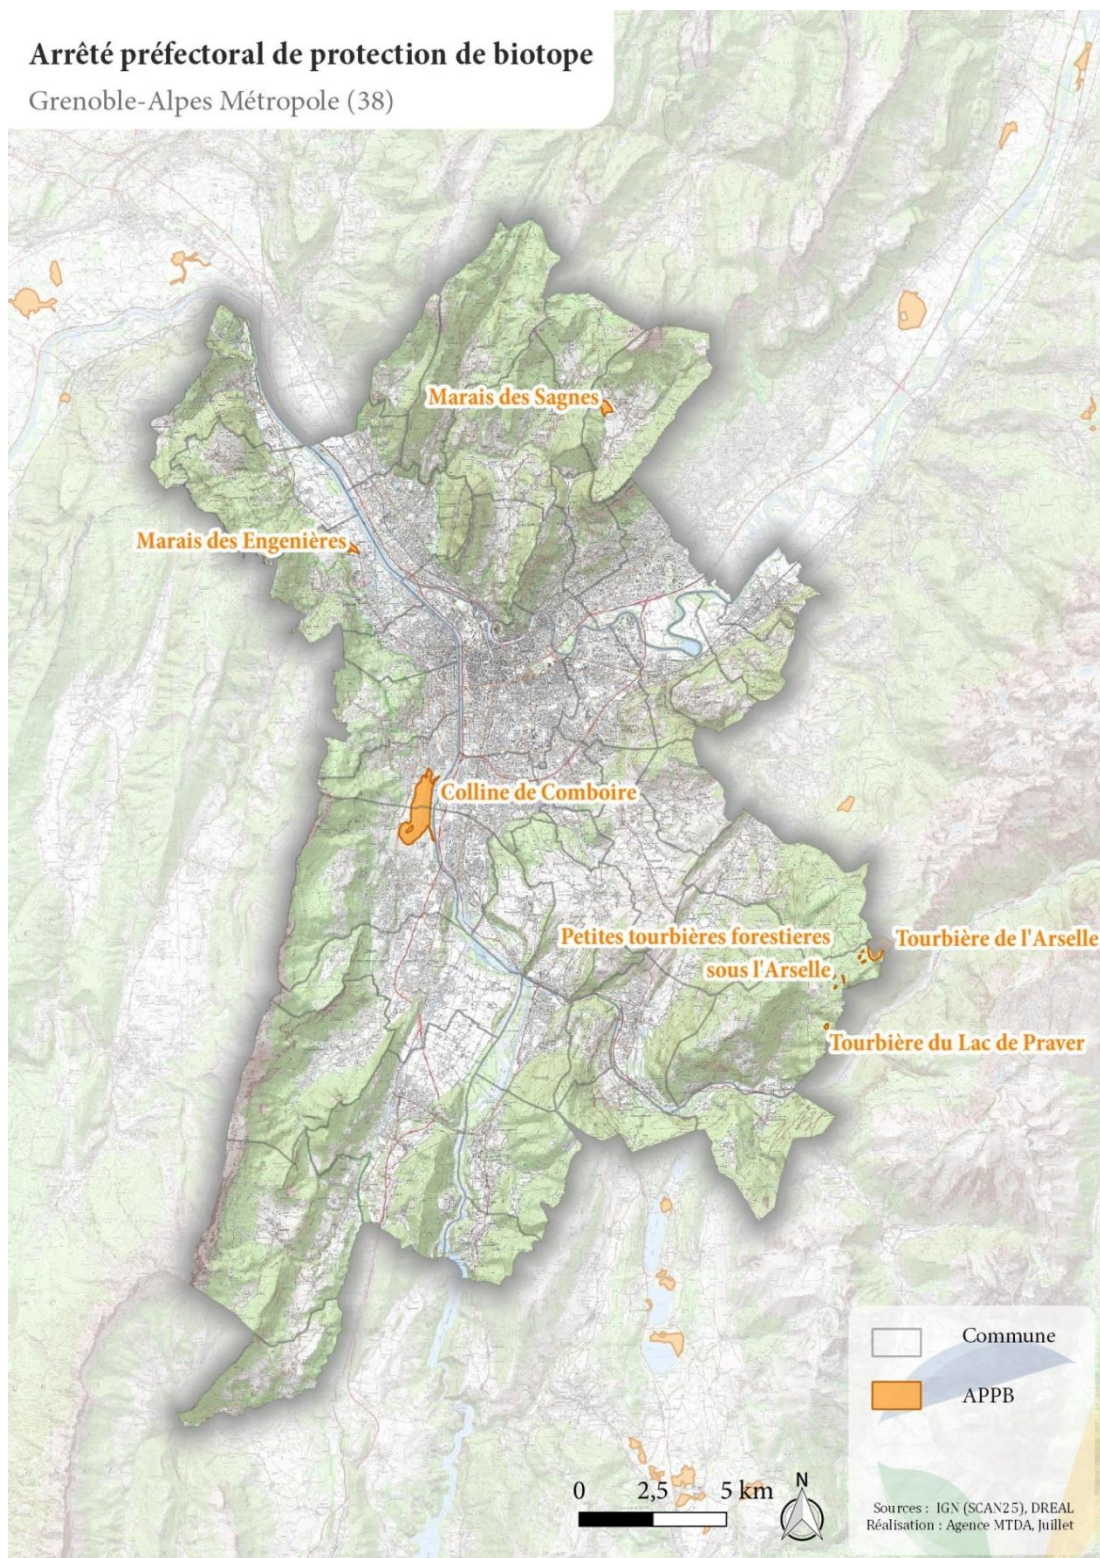 Arrêté préfectoral de protection de biotope
Grenoble-Alpes Métropole (38)
Marais des Sagnes
Marais des Engenières
Colline de Comboire
Petites tourbières forestieres
sous l'Arselle
Tourbière de l'Arselle
Tourbière du Lac de Praver
Commune
APPB
0 2,5 5 km
N
Sources : IGN (SCAN25), DREAL
Réalisation : Agence MTDA, Juillet